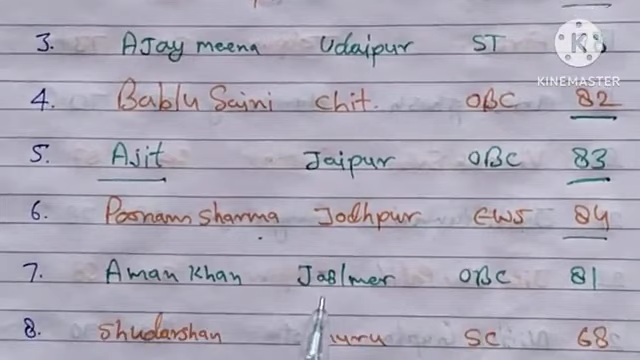 3. Ajay meena Udaipur ST
KINEMASTER
4. Bablu Saini Chit. OBC 82
5. Ajit Jaipur OBC 83
6. Poonam Sharma Jodhpur EWS 84
7. Aman Khan Jaslmer OBC 81
8. Shudarshan SC 68